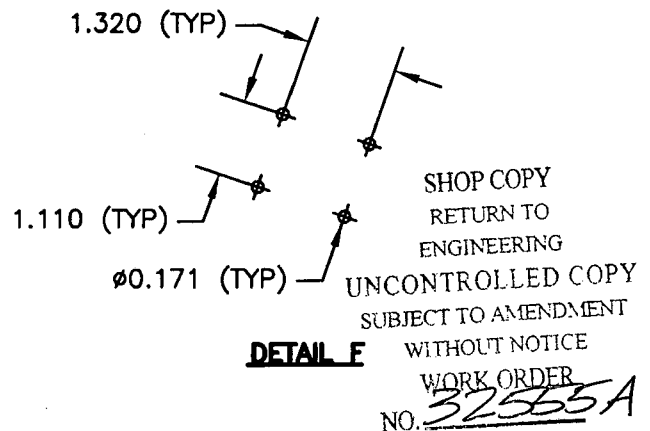 1.320 (TYP)
1.110 (TYP)
ø0.171 (TYP)
DETAIL F
SHOP COPY
RETURN TO
ENGINEERING
UNCONTROLLED COPY
SUBJECT TO AMENDMENT
WITHOUT NOTICE
WORK ORDER
NO. 32555A